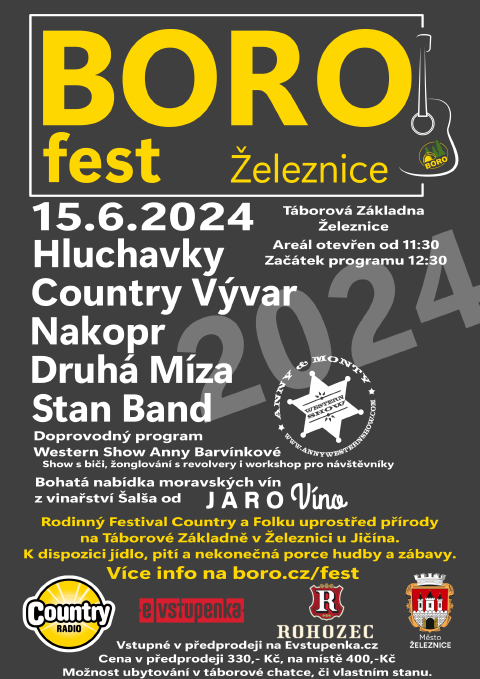 BORO
fest Železnice
BORO
15.6.2024
Táborová Základna
Železnice
Areál otevřen od 11:30
Začátek programu 12:30
Hluchavky
Country Vývar
Nakopr
Druhá Míza
Stan Band
2024
ANNY & MONTY
WESTERN
SHOW
WWW.ANNYWESTERNSHOW.COM
Doprovodný program
Western Show Anny Barvínkové
Show s biči, žonglování s revolvery i workshop pro návštěvníky
Bohatá nabídka moravských vín
z vinařství Šalša od JARO Víno
Rodinný Festival Country a Folku uprostřed přírody
na Táborové Základně v Železnici u Jičína.
K dispozici jídlo, pití a nekonečná porce hudby a zábavy.
Více info na boro.cz/fest
Country
RADIO
evstupenka
R
ROHOZEC
Město
ŽELEZNICE
Vstupné v předprodeji na Evstupenka.cz
Cena v předprodeji 330,- Kč, na místě 400,-Kč
Možnost ubytování v táborové chatce, či vlastním stanu.